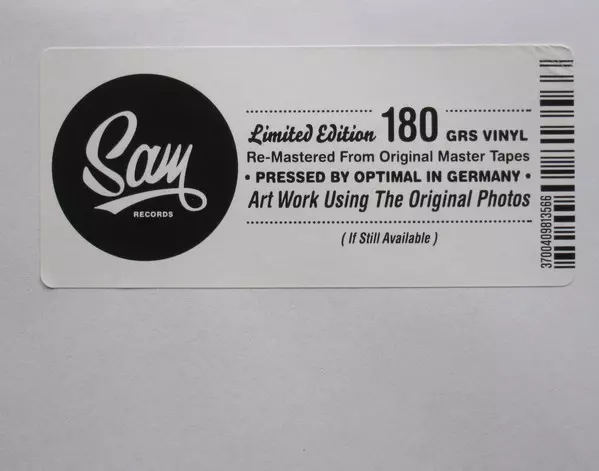 Sam
RECORDS
Limited Edition 180 GRS VINYL
Re-Mastered From Original Master Tapes
• PRESSED BY OPTIMAL IN GERMANY •
Art Work Using The Original Photos
( If Still Available )
3700409813566